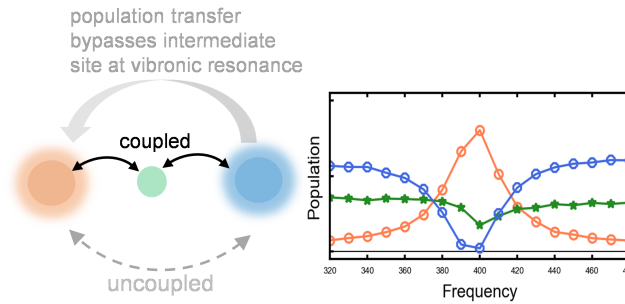 population transfer
bypasses intermediate
site at vibronic resonance
coupled
uncoupled
Population
320 340 360 380 400 420 440 460 4
Frequency